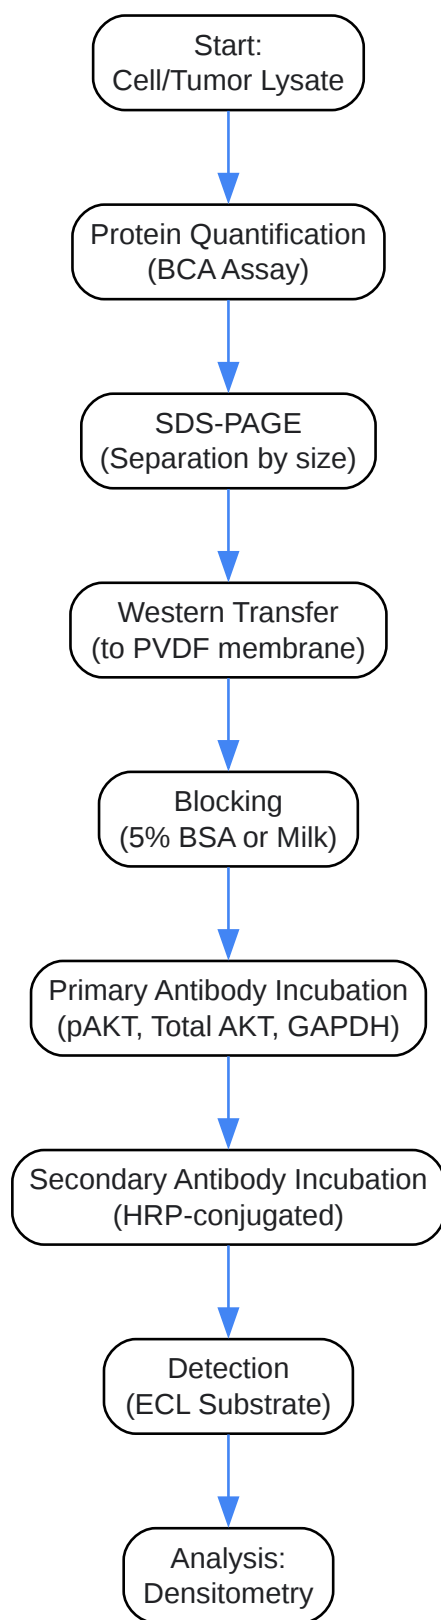 Start:
Cell/Tumor Lysate
Protein Quantification
(BCA Assay)
SDS-PAGE
(Separation by size)
Western Transfer
(to PVDF membrane)
Blocking
(5% BSA or Milk)
Primary Antibody Incubation
(pAKT, Total AKT, GAPDH)
Secondary Antibody Incubation
(HRP-conjugated)
Detection
(ECL Substrate)
Analysis:
Densitometry